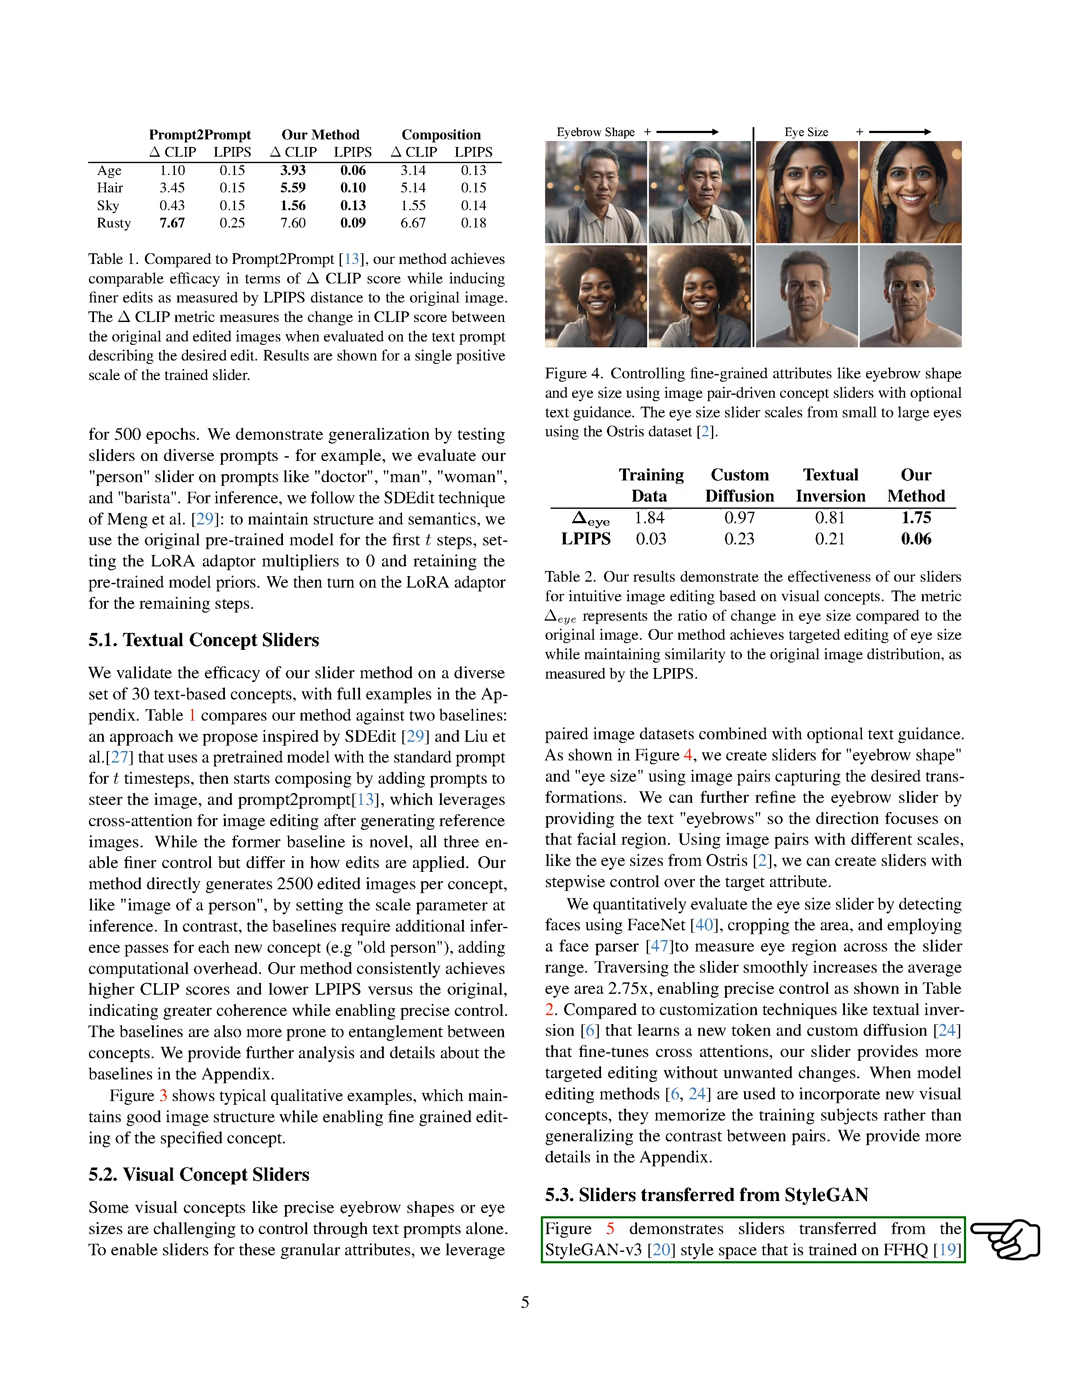 Prompt2Prompt Our Method Composition
Δ CLIP LPIPS Δ CLIP LPIPS Δ CLIP LPIPS
Age 1.10 0.15 3.93 0.06 3.14 0.13
Hair 3.45 0.15 5.59 0.10 5.14 0.15
Sky 0.43 0.15 1.56 0.13 1.55 0.14
Rusty 7.67 0.25 7.60 0.09 6.67 0.18
Table 1. Compared to Prompt2Prompt [13], our method achieves
comparable efficacy in terms of Δ CLIP score while inducing
finer edits as measured by LPIPS distance to the original image.
The Δ CLIP metric measures the change in CLIP score between
the original and edited images when evaluated on the text prompt
describing the desired edit. Results are shown for a single positive
scale of the trained slider.
for 500 epochs. We demonstrate generalization by testing
sliders on diverse prompts - for example, we evaluate our
"person" slider on prompts like "doctor", "man", "woman",
and "barista". For inference, we follow the SDEdit technique
of Meng et al. [29]: to maintain structure and semantics, we
use the original pre-trained model for the first t steps, set-
ting the LoRA adaptor multipliers to 0 and retaining the
pre-trained model priors. We then turn on the LoRA adaptor
for the remaining steps.
5.1. Textual Concept Sliders
We validate the efficacy of our slider method on a diverse
set of 30 text-based concepts, with full examples in the Ap-
pendix. Table 1 compares our method against two baselines:
an approach we propose inspired by SDEdit [29] and Liu et
al.[27] that uses a pretrained model with the standard prompt
for t timesteps, then starts composing by adding prompts to
steer the image, and prompt2prompt[13], which leverages
cross-attention for image editing after generating reference
images. While the former baseline is novel, all three en-
able finer control but differ in how edits are applied. Our
method directly generates 2500 edited images per concept,
like "image of a person", by setting the scale parameter at
inference. In contrast, the baselines require additional infer-
ence passes for each new concept (e.g "old person"), adding
computational overhead. Our method consistently achieves
higher CLIP scores and lower LPIPS versus the original,
indicating greater coherence while enabling precise control.
The baselines are also more prone to entanglement between
concepts. We provide further analysis and details about the
baselines in the Appendix.
Figure 3 shows typical qualitative examples, which main-
tains good image structure while enabling fine grained edit-
ing of the specified concept.
5.2. Visual Concept Sliders
Some visual concepts like precise eyebrow shapes or eye
sizes are challenging to control through text prompts alone.
To enable sliders for these granular attributes, we leverage
Eyebrow Shape + Eye Size +
Figure 4. Controlling fine-grained attributes like eyebrow shape
and eye size using image pair-driven concept sliders with optional
text guidance. The eye size slider scales from small to large eyes
using the Ostris dataset [2].
Training Custom Textual Our
Data Diffusion Inversion Method
Δeye 1.84 0.97 0.81 1.75
LPIPS 0.03 0.23 0.21 0.06
Table 2. Our results demonstrate the effectiveness of our sliders
for intuitive image editing based on visual concepts. The metric
Δeye represents the ratio of change in eye size compared to the
original image. Our method achieves targeted editing of eye size
while maintaining similarity to the original image distribution, as
measured by the LPIPS.
paired image datasets combined with optional text guidance.
As shown in Figure 4, we create sliders for "eyebrow shape"
and "eye size" using image pairs capturing the desired trans-
formations. We can further refine the eyebrow slider by
providing the text "eyebrows" so the direction focuses on
that facial region. Using image pairs with different scales,
like the eye sizes from Ostris [2], we can create sliders with
stepwise control over the target attribute.
We quantitatively evaluate the eye size slider by detecting
faces using FaceNet [40], cropping the area, and employing
a face parser [47]to measure eye region across the slider
range. Traversing the slider smoothly increases the average
eye area 2.75x, enabling precise control as shown in Table
2. Compared to customization techniques like textual inver-
sion [6] that learns a new token and custom diffusion [24]
that fine-tunes cross attentions, our slider provides more
targeted editing without unwanted changes. When model
editing methods [6, 24] are used to incorporate new visual
concepts, they memorize the training subjects rather than
generalizing the contrast between pairs. We provide more
details in the Appendix.
5.3. Sliders transferred from StyleGAN
Figure 5 demonstrates sliders transferred from the
StyleGAN-v3 [20] style space that is trained on FFHQ [19]
5